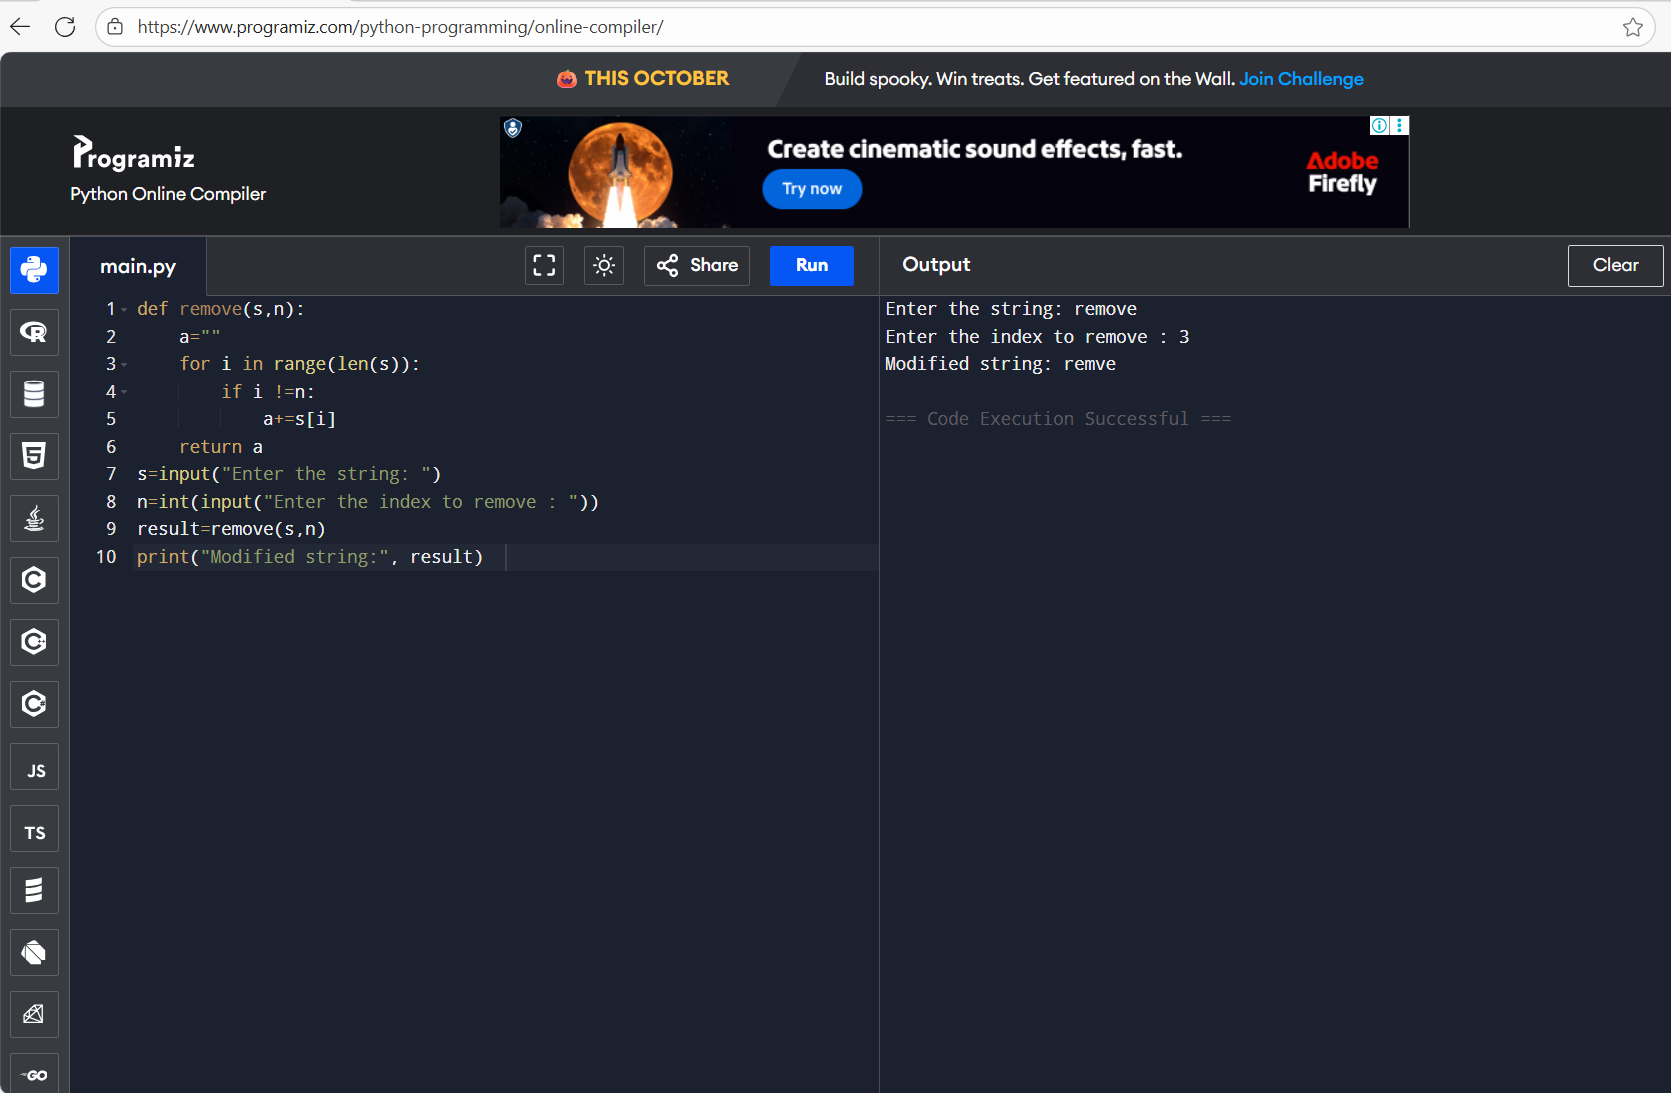 https://www.programiz.com/python-programming/online-compiler/
THIS OCTOBER
Build spooky. Win treats. Get featured on the Wall. Join Challenge
Programiz
Python Online Compiler
Create cinematic sound effects, fast.
Try now
Adobe
Firefly
main.py
Share
Run
Output
Clear
1 def remove(s,n):
2     a=""
3     for i in range(len(s)):
4         if i !=n:
5             a+=s[i]
6     return a
7 s=input("Enter the string: ")
8 n=int(input("Enter the index to remove : "))
9 result=remove(s,n)
10 print("Modified string:", result)
Enter the string: remove
Enter the index to remove : 3
Modified string: remve
=== Code Execution Successful ===
R
5
C
C++
C#
JS
TS
GO